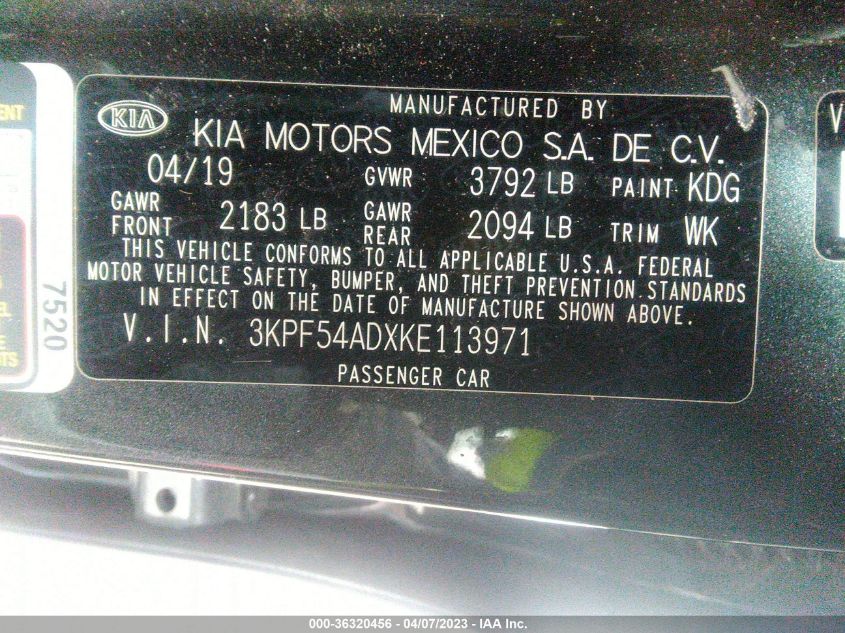 MANUFACTURED BY
KIA
KIA MOTORS MEXICO S.A. DE C.V.
04/19 GVWR 3792 LB PAINT KDG
GAWR FRONT 2183 LB GAWR REAR 2094 LB TRIM WK
THIS VEHICLE CONFORMS TO ALL APPLICABLE U.S.A. FEDERAL
MOTOR VEHICLE SAFETY, BUMPER, AND THEFT PREVENTION STANDARDS
IN EFFECT ON THE DATE OF MANUFACTURE SHOWN ABOVE.
V.I.N. 3KPF54ADXKE113971
PASSENGER CAR
7520
000-36320456 - 04/07/2023 - IAA Inc.